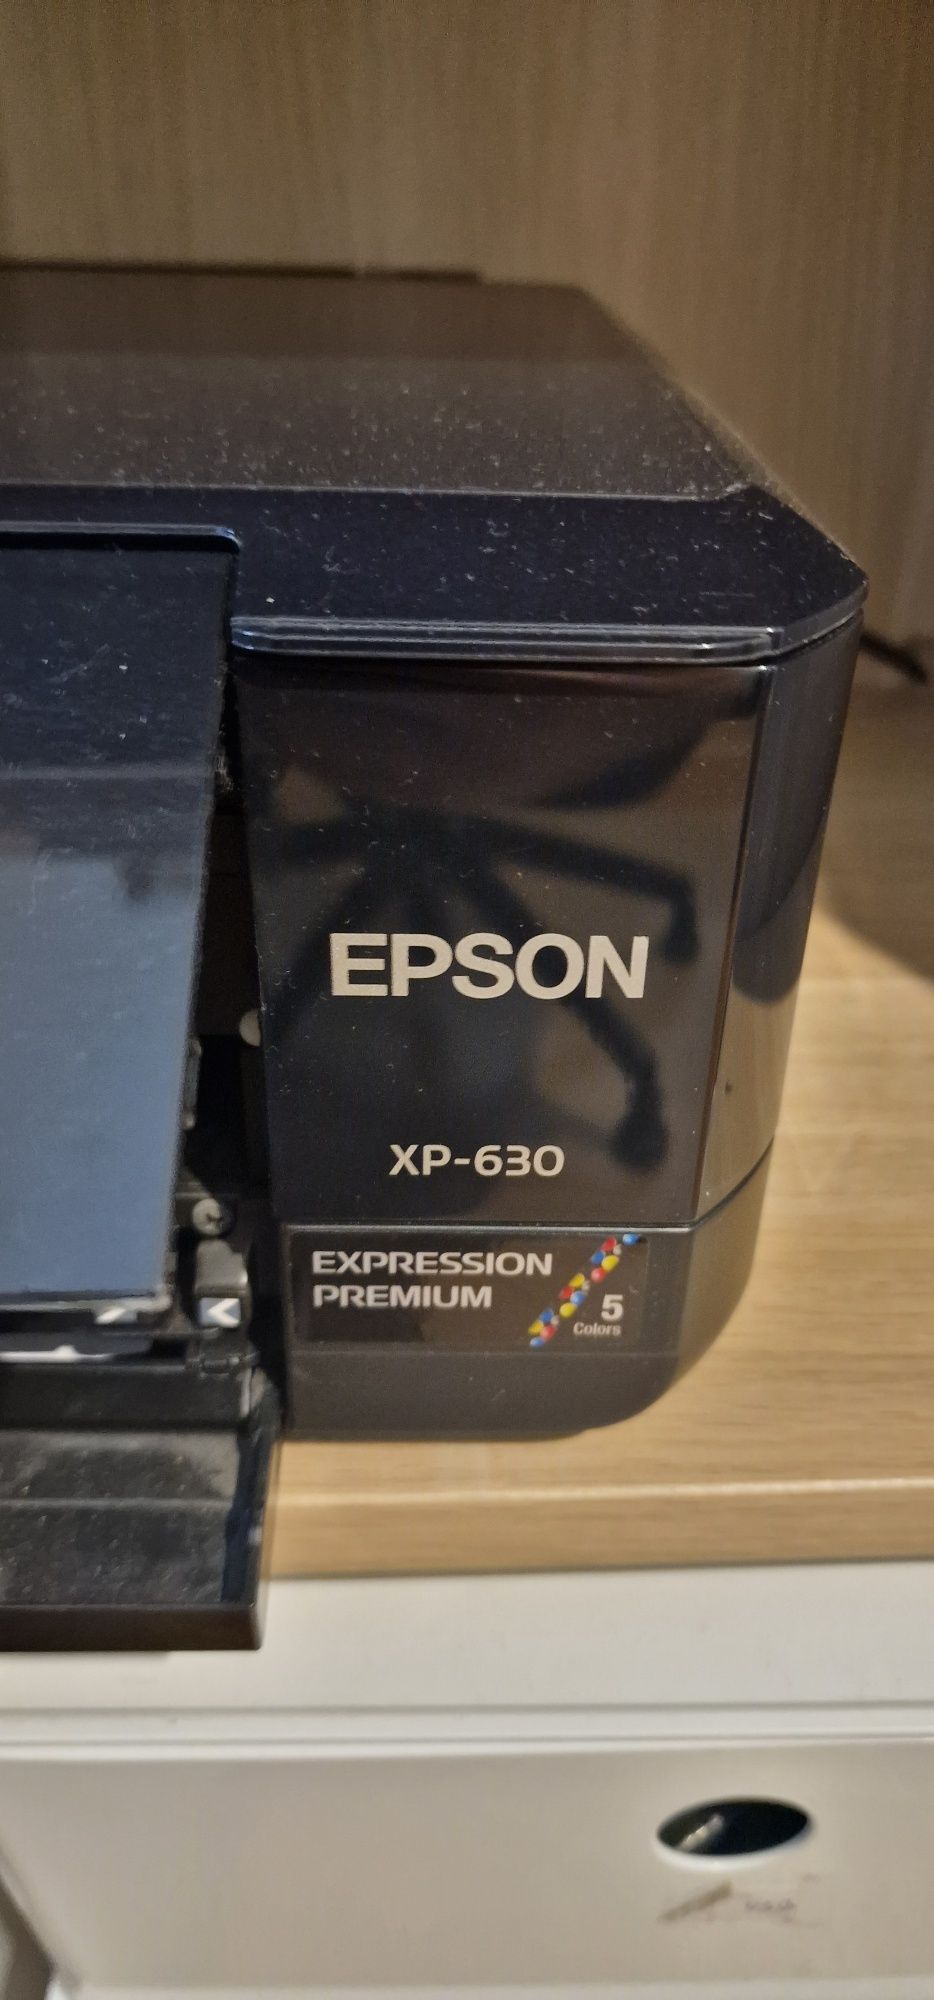 EPSON
XP-630
EXPRESSION
PREMIUM
5
Colors